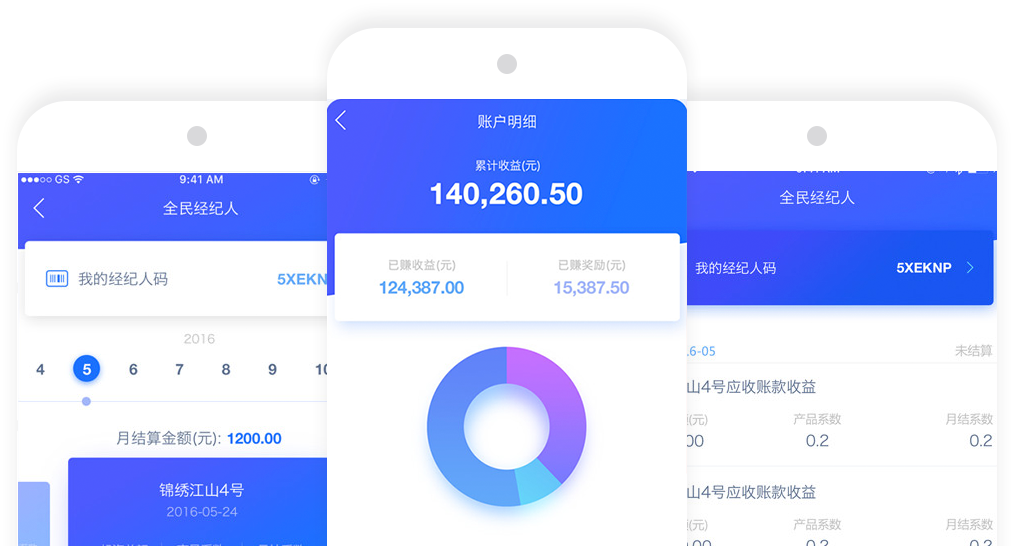 GS 9:41 AM
全民经纪人
我的经纪人码 5XEKN
2016
4 5 6 7 8 9 10
月结算金额(元): 1200.00
锦绣江山4号
2016-05-24
账户明细
累计收益(元)
140,260.50
已赚收益(元) 已赚奖励(元)
124,387.00 15,387.50
全民经纪人
我的经纪人码 5XEKNP
.6-05 未结算
山4号应收账款收益
(元) 产品系数 月结系数
00 0.2 0.2
山4号应收账款收益
(元) 产品系数 月结系数
.00 0.2 0.2